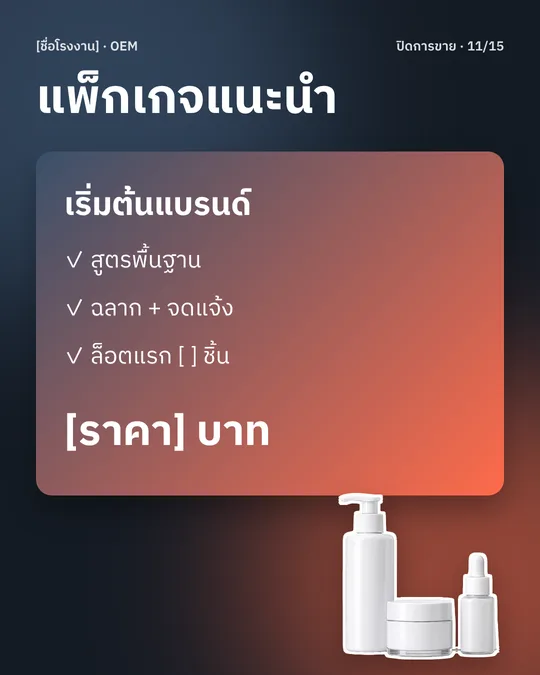 [ชื่อโรงงาน] · OEM
ปิดการขาย · 11/15
แพ็กเกจแนะนำ
เริ่มต้นแบรนด์
✓ สูตรพื้นฐาน
✓ ฉลาก + จดแจ้ง
✓ ล็อตแรก [ ] ชิ้น
[ราคา] บาท